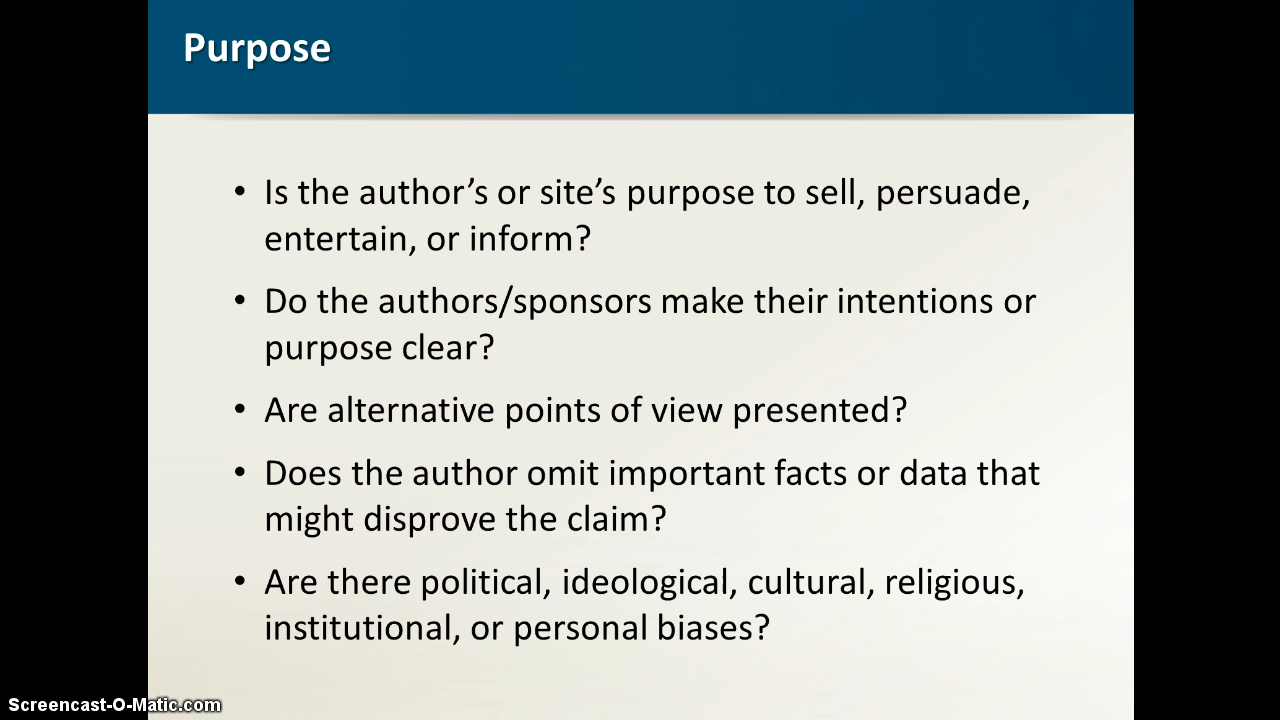 Purpose
• Is the author’s or site’s purpose to sell, persuade,
entertain, or inform?
• Do the authors/sponsors make their intentions or
purpose clear?
• Are alternative points of view presented?
• Does the author omit important facts or data that
might disprove the claim?
• Are there political, ideological, cultural, religious,
institutional, or personal biases?
Screencast-O-Matic.com